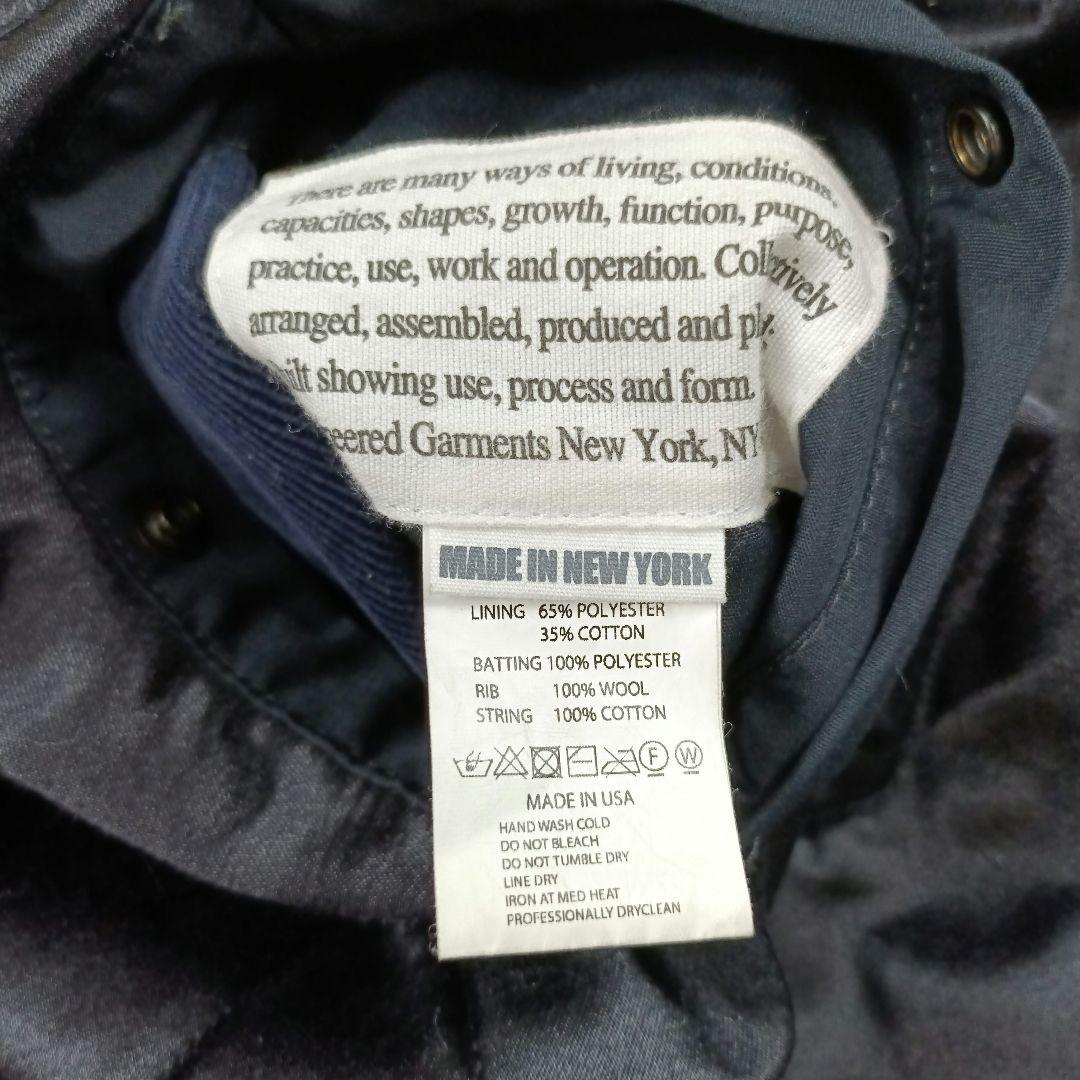 There are many ways of living, conditions,
capacities, shapes, growth, function, purpose,
practice, use, work and operation. Collectively
arranged, assembled, produced and
showing use, process and form.
Garments New York, NY
MADE IN NEW YORK
LINING 65% POLYESTER
35% COTTON
BATTING 100% POLYESTER
RIB 100% WOOL
STRING 100% COTTON
F W
MADE IN USA
HAND WASH COLD
DO NOT BLEACH
DO NOT TUMBLE DRY
LINE DRY
IRON AT MED HEAT
PROFESSIONALLY DRYCLEAN